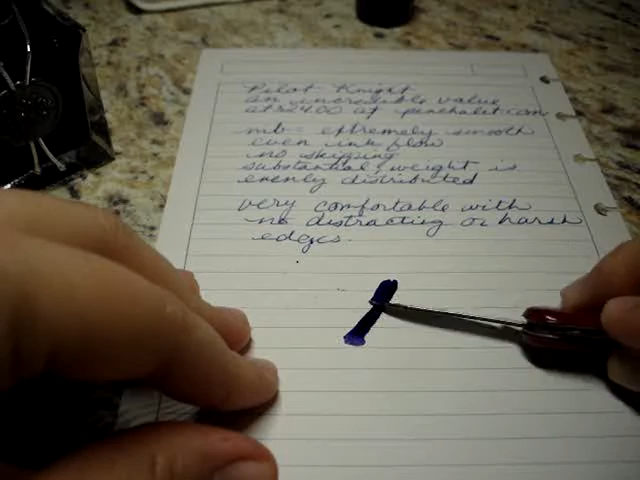 Pilot Knight
an incredible value
at $24.00 at penchalet.com
mb - extremely smooth
even ink flow
no skipping
substantial, weight is
evenly distributed
very comfortable with
no distracting or harsh
edges.